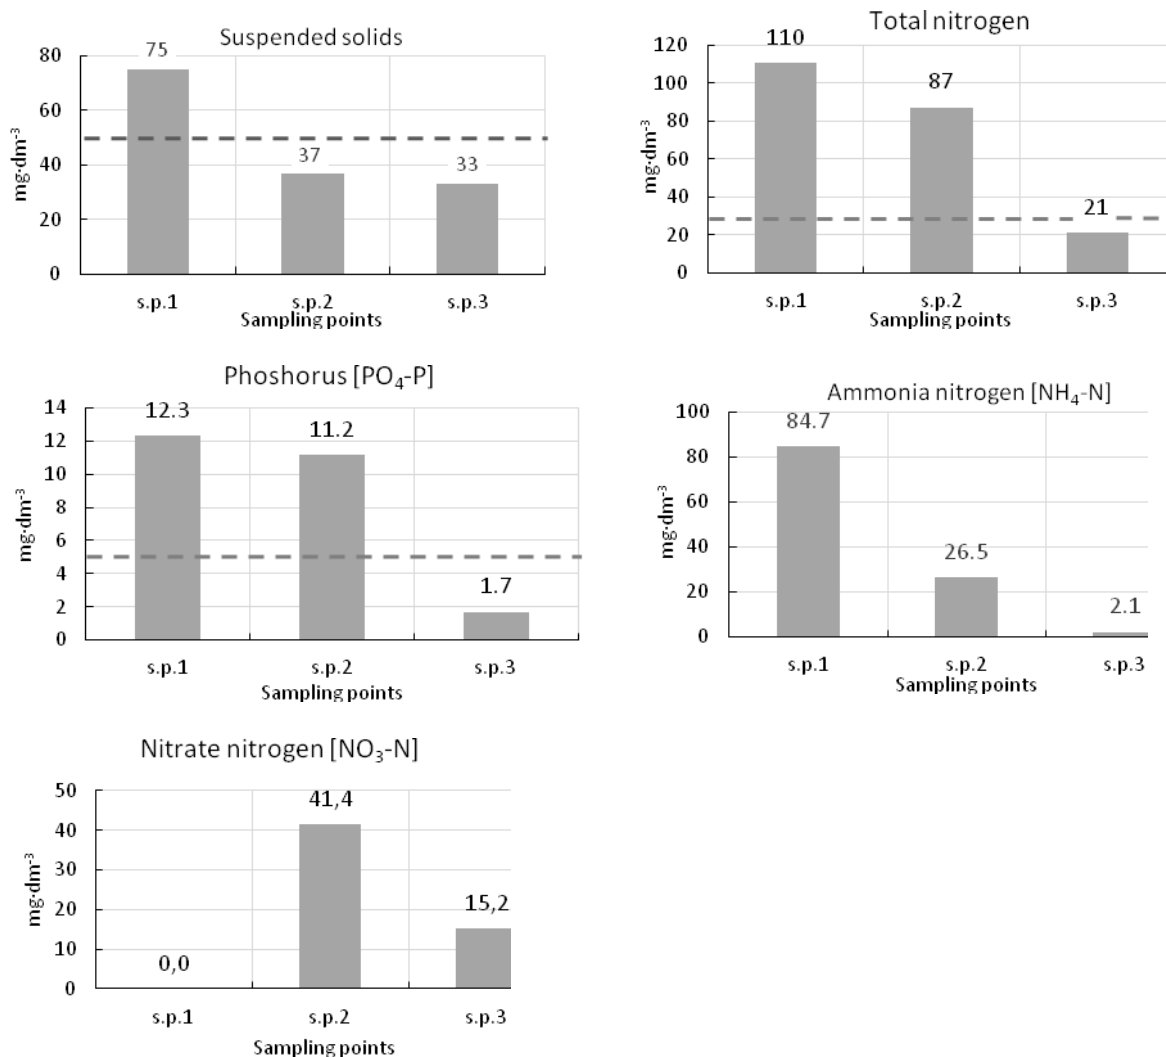 Suspended solids
80
60
40
20
0
mg·dm⁻³
75
37
33
s.p.1 s.p.2 s.p.3
Sampling points
Total nitrogen
120
100
80
60
40
20
0
mg·dm⁻³
110
87
21
s.p.1 s.p.2 s.p.3
Sampling points
Phoshorus [PO₄-P]
14
12
10
8
6
4
2
0
mg·dm⁻³
12.3
11.2
1.7
s.p.1 s.p.2 s.p.3
Sampling points
Ammonia nitrogen [NH₄-N]
100
80
60
40
20
0
mg·dm⁻³
84.7
26.5
2.1
s.p.1 s.p.2 s.p.3
Sampling points
Nitrate nitrogen [NO₃-N]
50
40
30
20
10
0
mg·dm⁻³
0,0
41,4
15,2
s.p.1 s.p.2 s.p.3
Sampling points